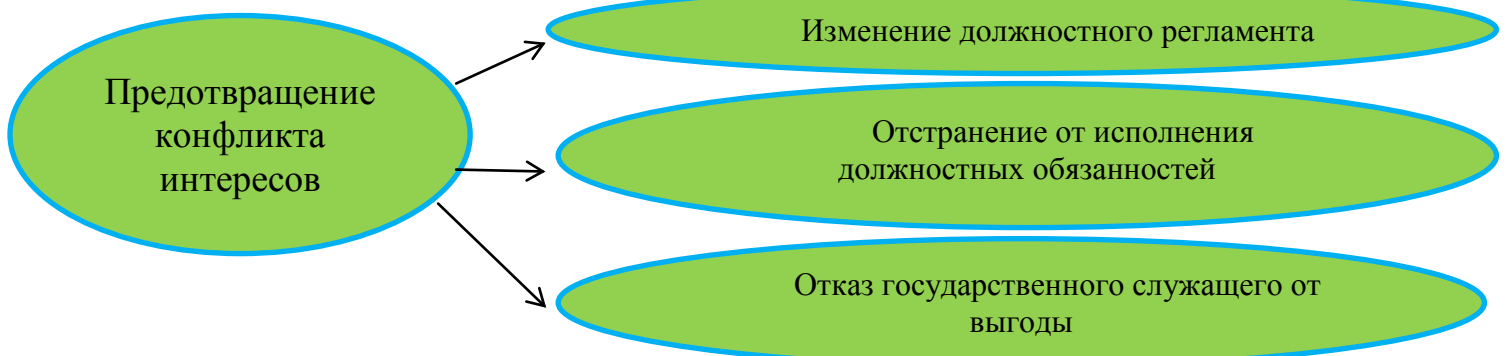 Предотвращение
конфликта
интересов
Изменение должностного регламента
Отстранение от исполнения
должностных обязанностей
Отказ государственного служащего от
выгоды